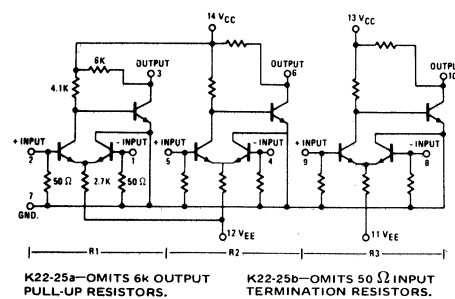 14 VCC
13 VCC
6K
OUTPUT
3
OUTPUT
6
OUTPUT
10
4.1K
+ INPUT
2
- INPUT
1
+ INPUT
5
- INPUT
4
+ INPUT
9
- INPUT
8
50 Ω
2.7K
50 Ω
7
GND.
12 VEE
11 VEE
R1
R2
R3
K22-25a—OMITS 6k OUTPUT
PULL-UP RESISTORS.
K22-25b—OMITS 50 Ω INPUT
TERMINATION RESISTORS.